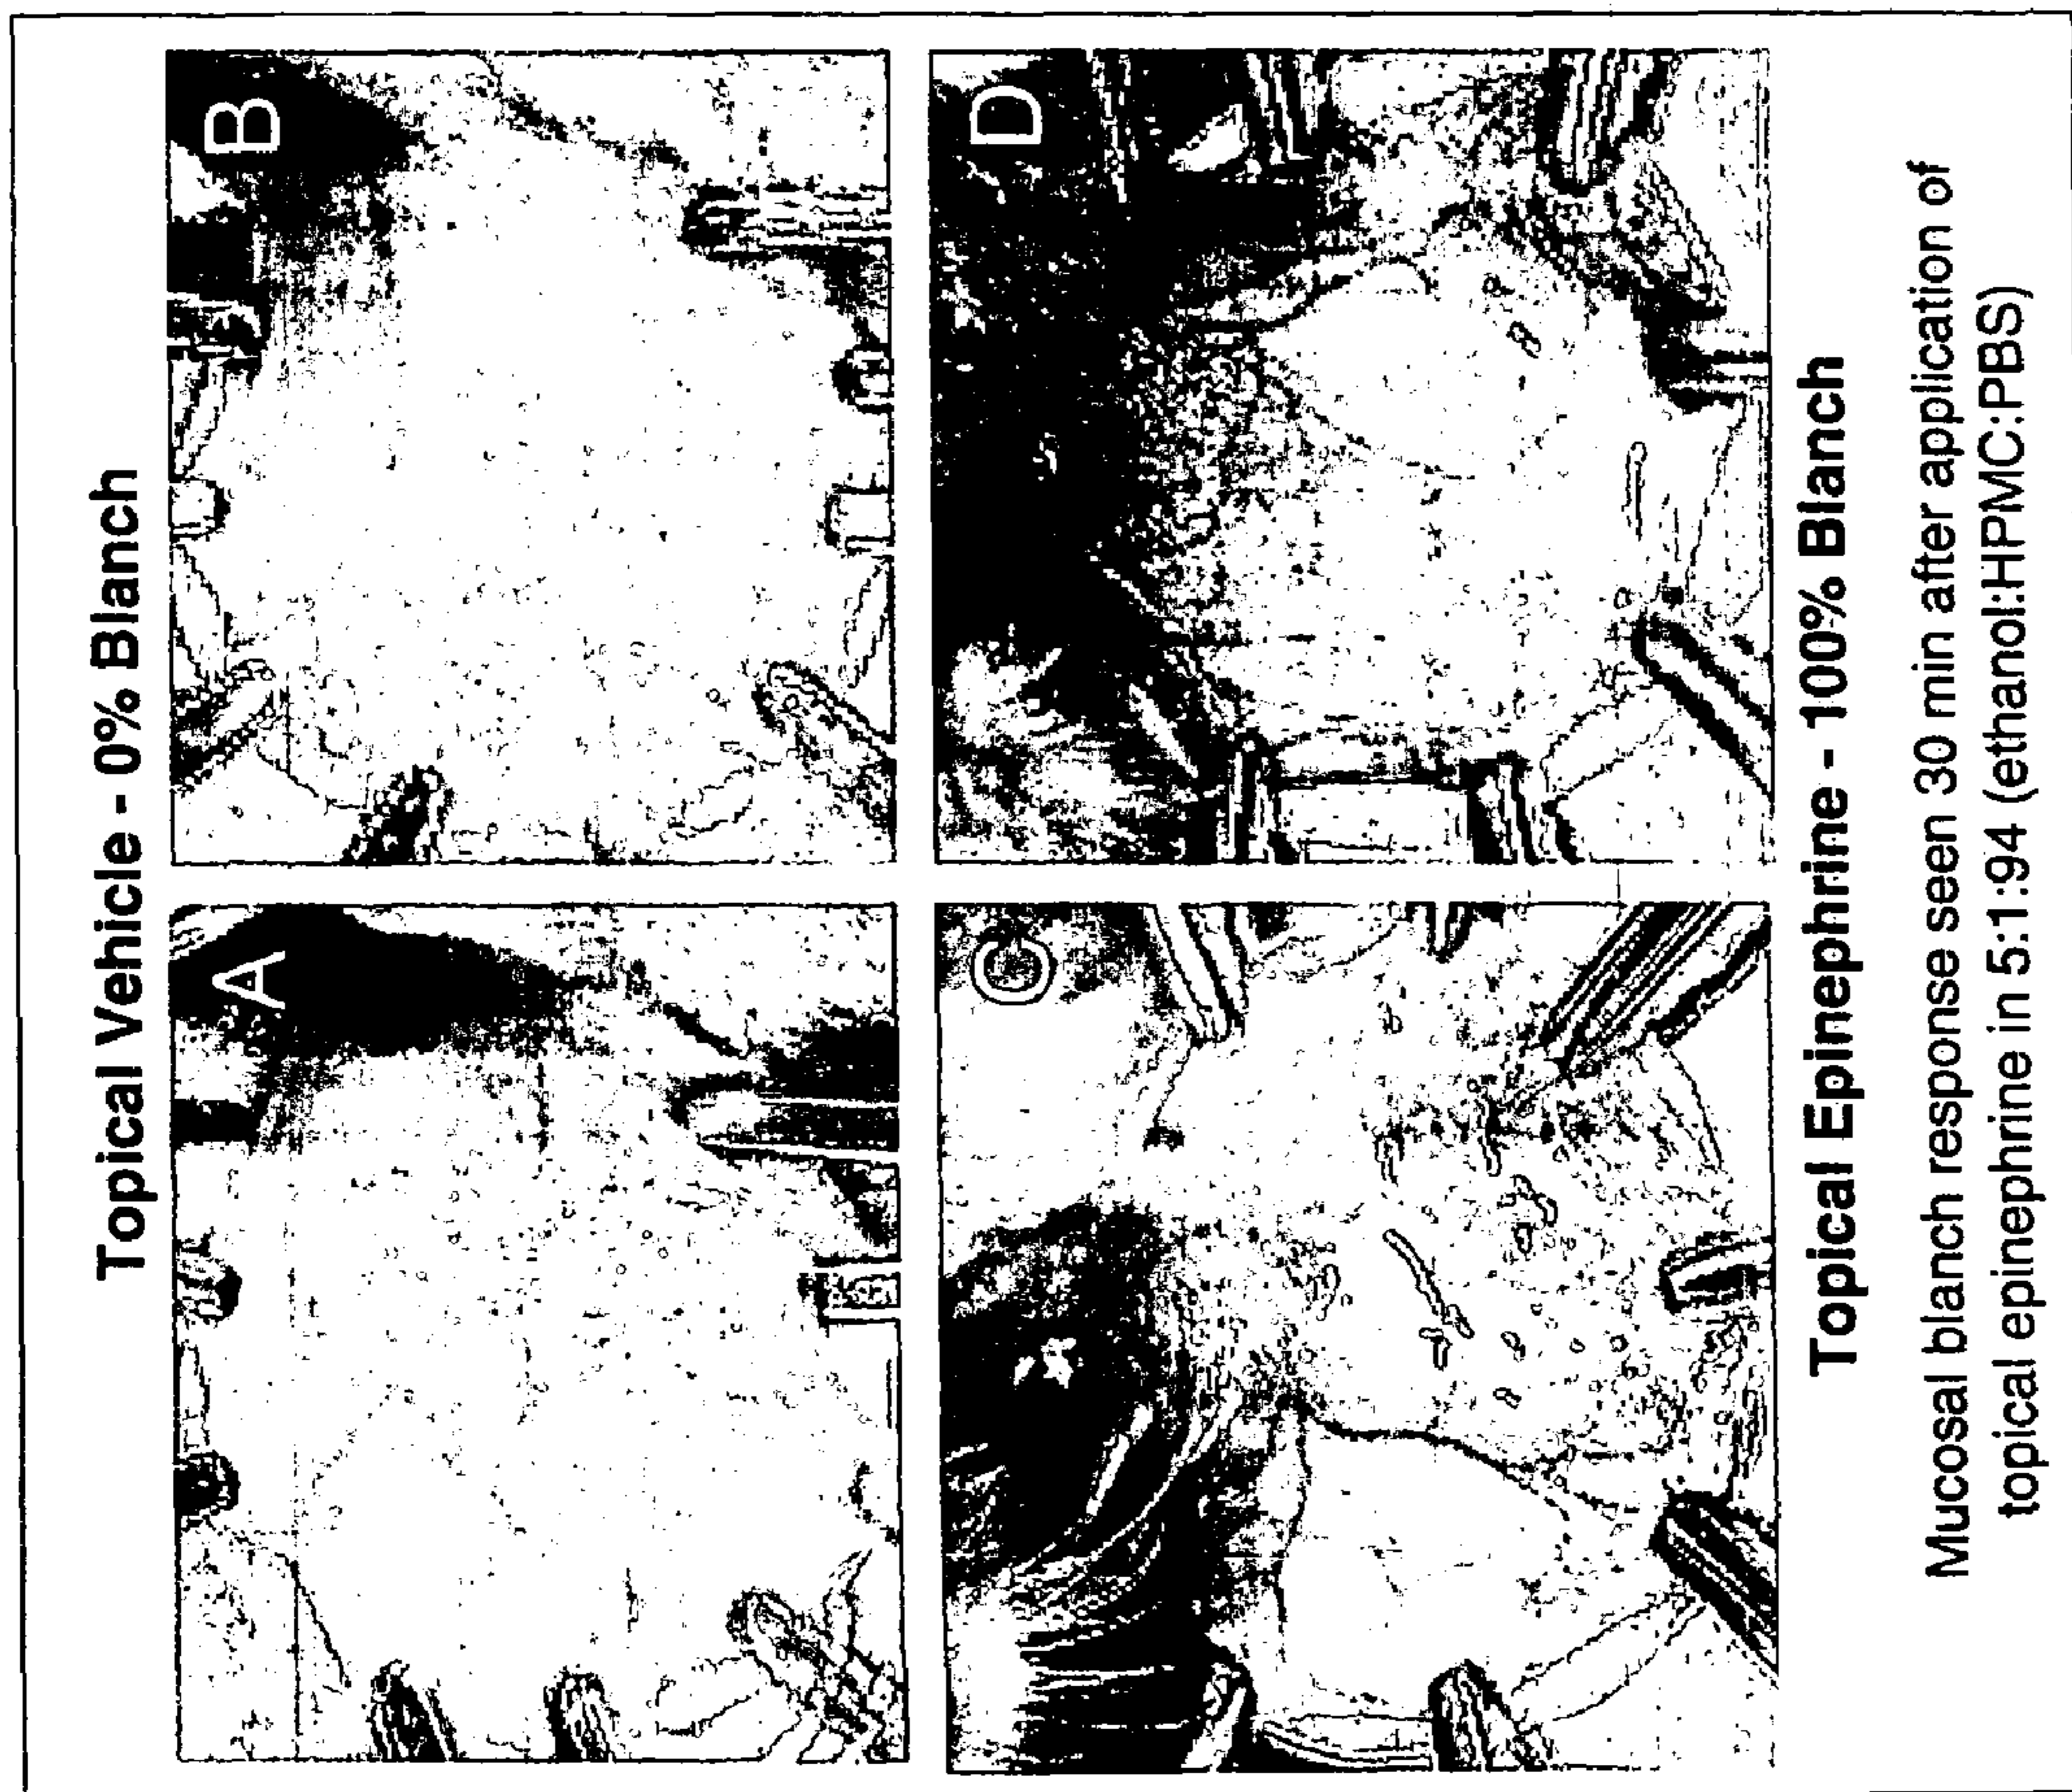 Topical Vehicle - 0% Blanch
A
B
C
D
Topical Epinephrine - 100% Blanch
Mucosal blanch response seen 30 min after application of
topical epinephrine in 5:1:94 (ethanol:HPMC:PBS)